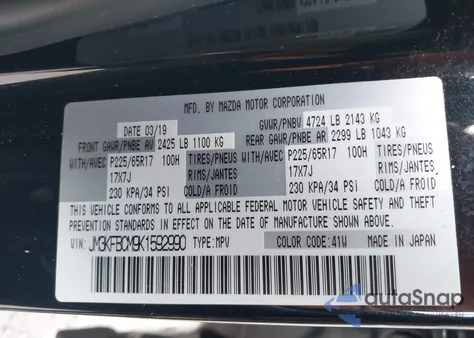 MFD. BY MAZDA MOTOR CORPORATION
DATE 03/19 GVWR/PNBV 4724 LB 2143 KG
FRONT GAWR/PNBE AV 2425 LB 1100 KG REAR GAWR/PNBE AR 2299 LB 1043 KG
WITH/AVEC P225/65R17 100H TIRES/PNEUS WITH/AVEC P225/65R17 100H TIRES/PNEUS
17X7J RIMS/JANTES 17X7J RIMS/JANTES
230 KPA/34 PSI COLD/A FROID 230 KPA/34 PSI COLD/A FROID
THIS VEHICLE CONFORMS TO ALL APPLICABLE FEDERAL MOTOR VEHICLE SAFETY AND THEFT
PREVENTION STANDARDS IN EFFECT ON THE DATE OF MANUFACTURE SHOWN ABOVE.
VIN: JM3KFBCM9K1592990 TYPE: MPV COLOR CODE: 41W MADE IN JAPAN
autoSnap